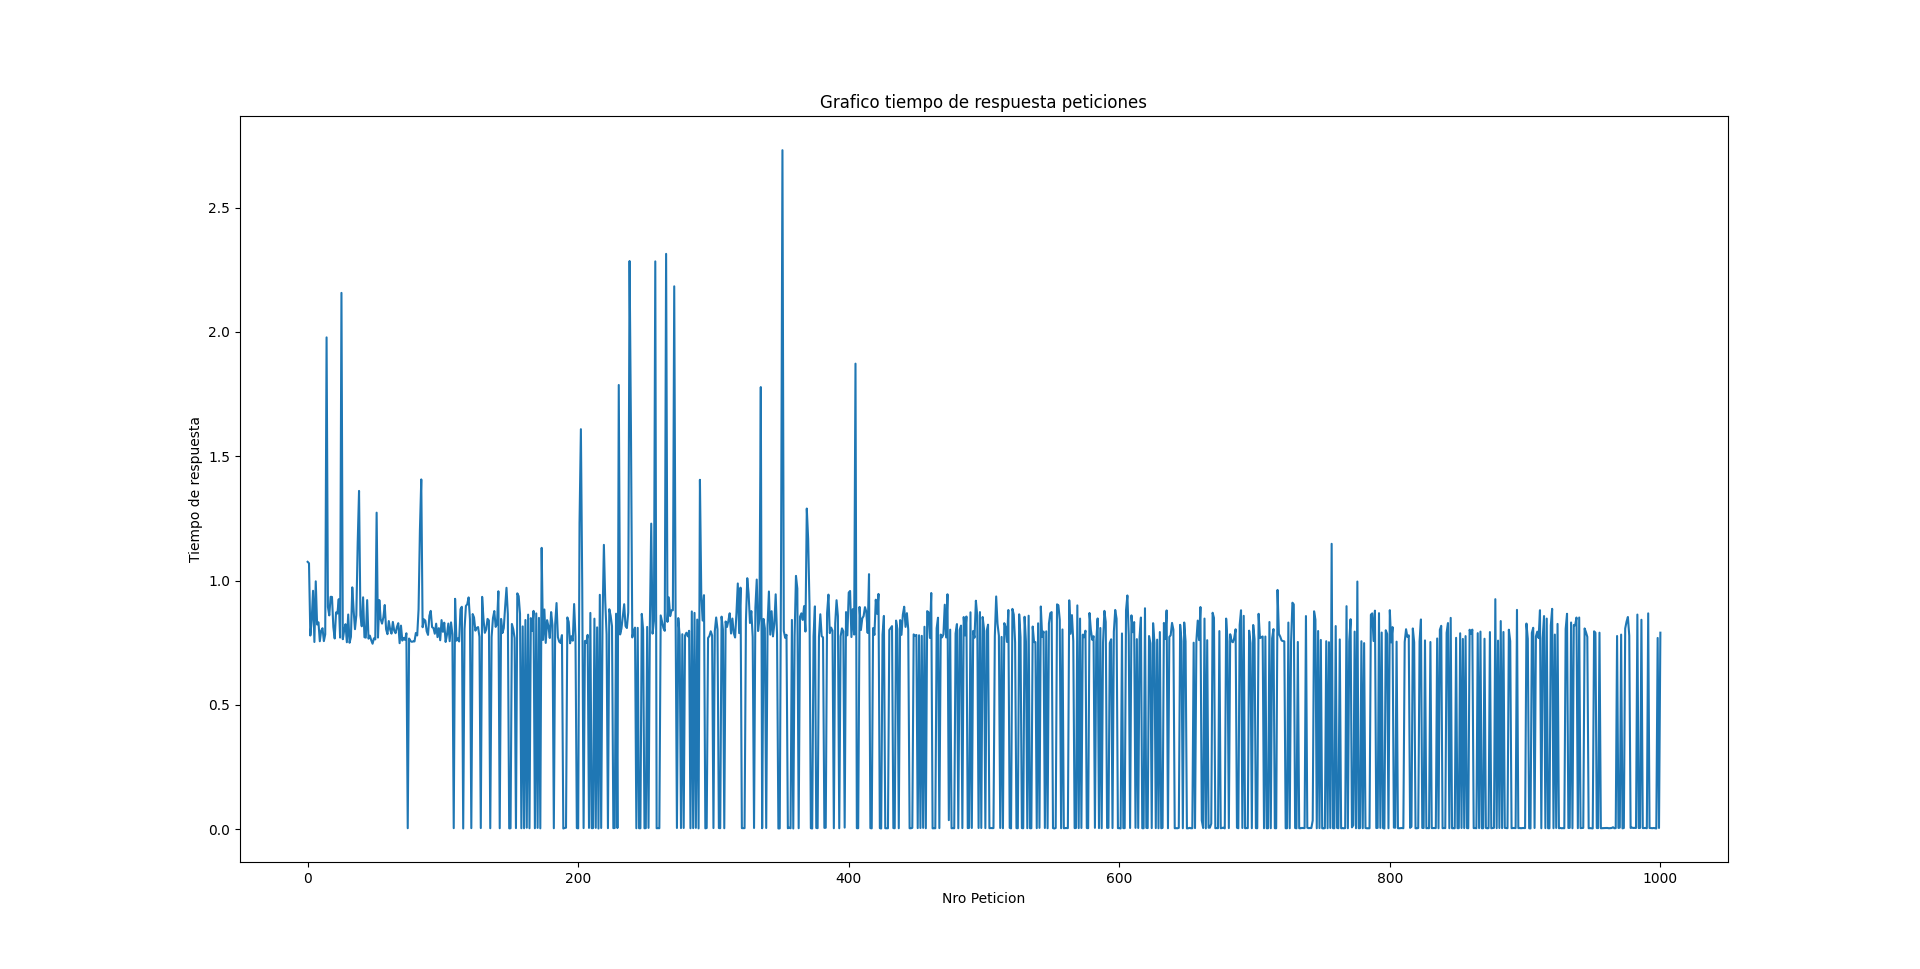 Grafico tiempo de respuesta peticiones
Tiempo de respuesta
2.5
2.0
1.5
1.0
0.5
0.0
0 200 400 600 800 1000
Nro Peticion